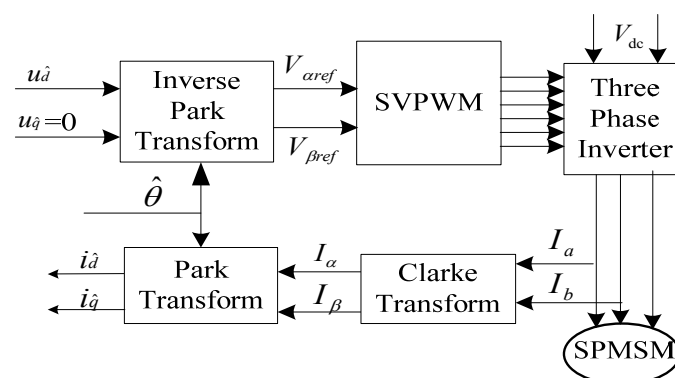 V_dc
u_d̂
Inverse
Park
Transform
V_αref
SVPWM
Three
Phase
Inverter
u_q̂=0
V_βref
θ̂
i_d̂
Park
Transform
I_α
Clarke
Transform
I_a
i_q̂
I_β
I_b
SPMSM